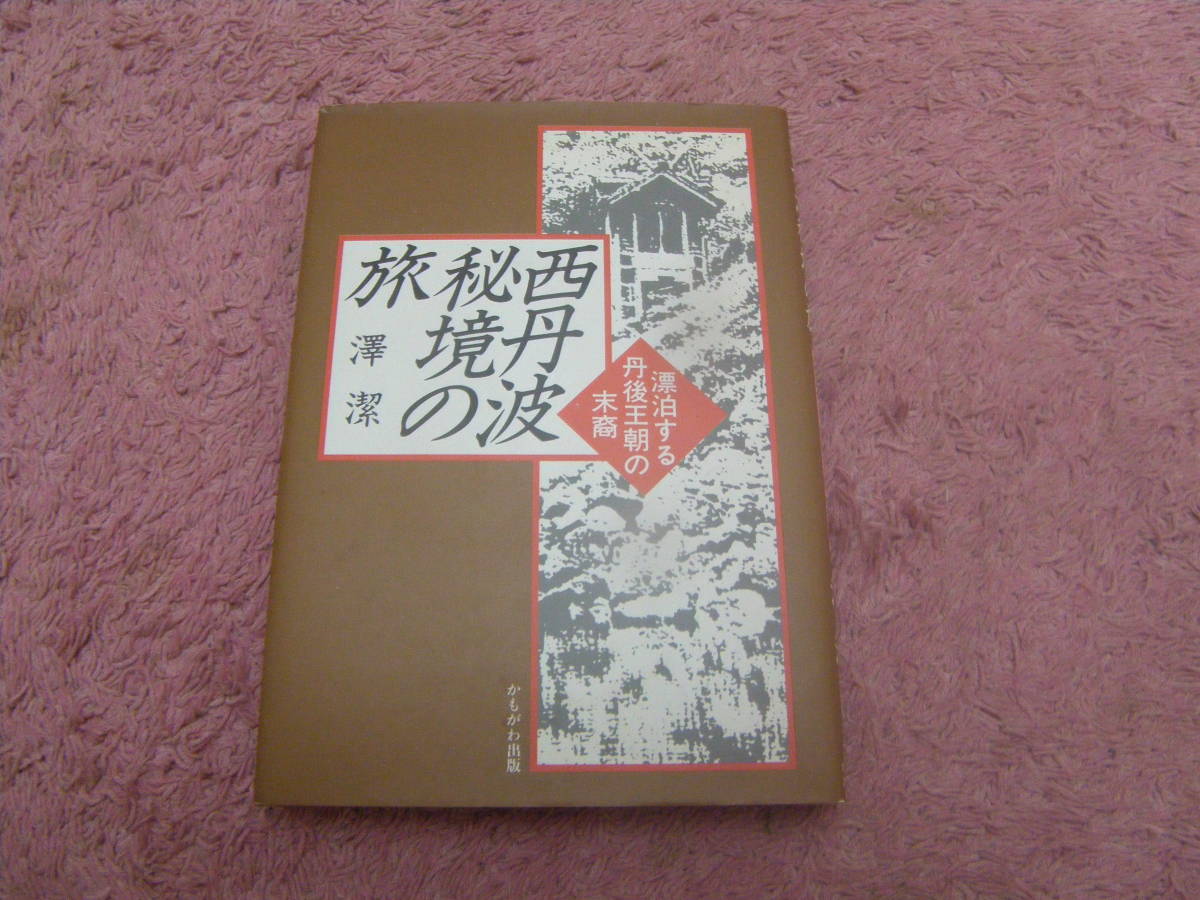 西丹波
秘境の
旅
澤潔
漂泊する
丹後王朝の
末裔
かもがわ出版